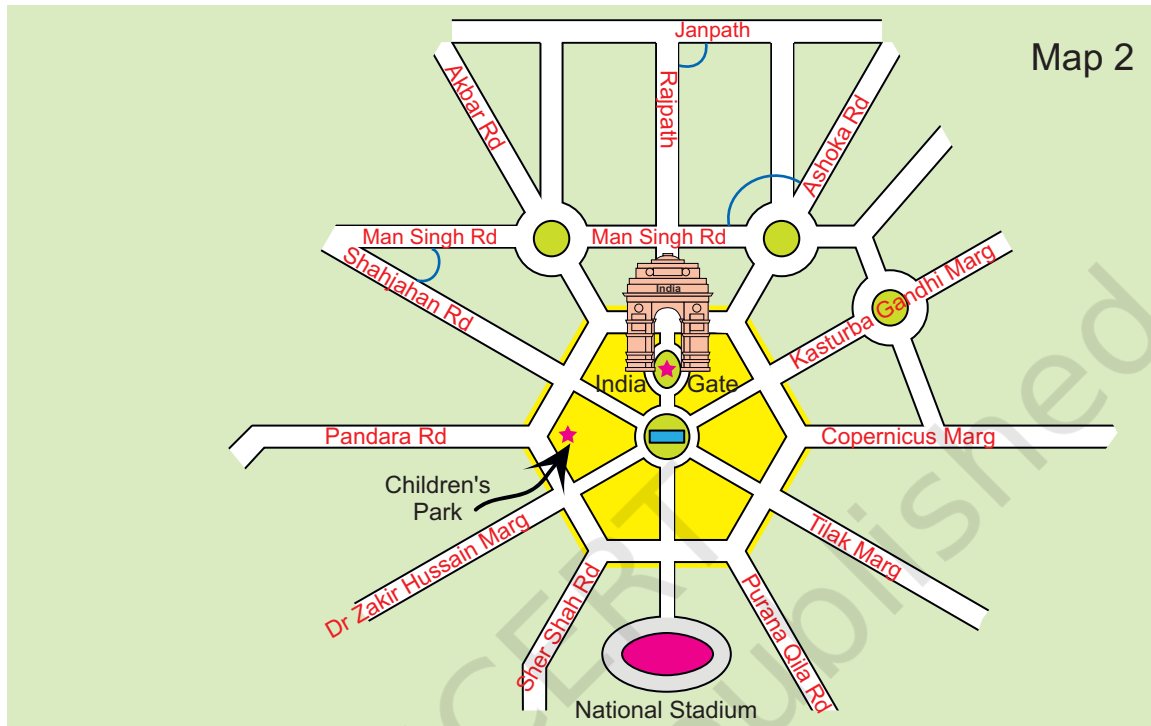 Janpath
Map 2
Akbar Rd
Rajpath
Ashoka Rd
Man Singh Rd
Man Singh Rd
Shahjahan Rd
India
Kasturba Gandhi Marg
India Gate
Pandara Rd
Copernicus Marg
Children's
Park
Dr Zakir Hussain Marg
Tilak Marg
Sher Shah Rd
Purana Qila Rd
National Stadium